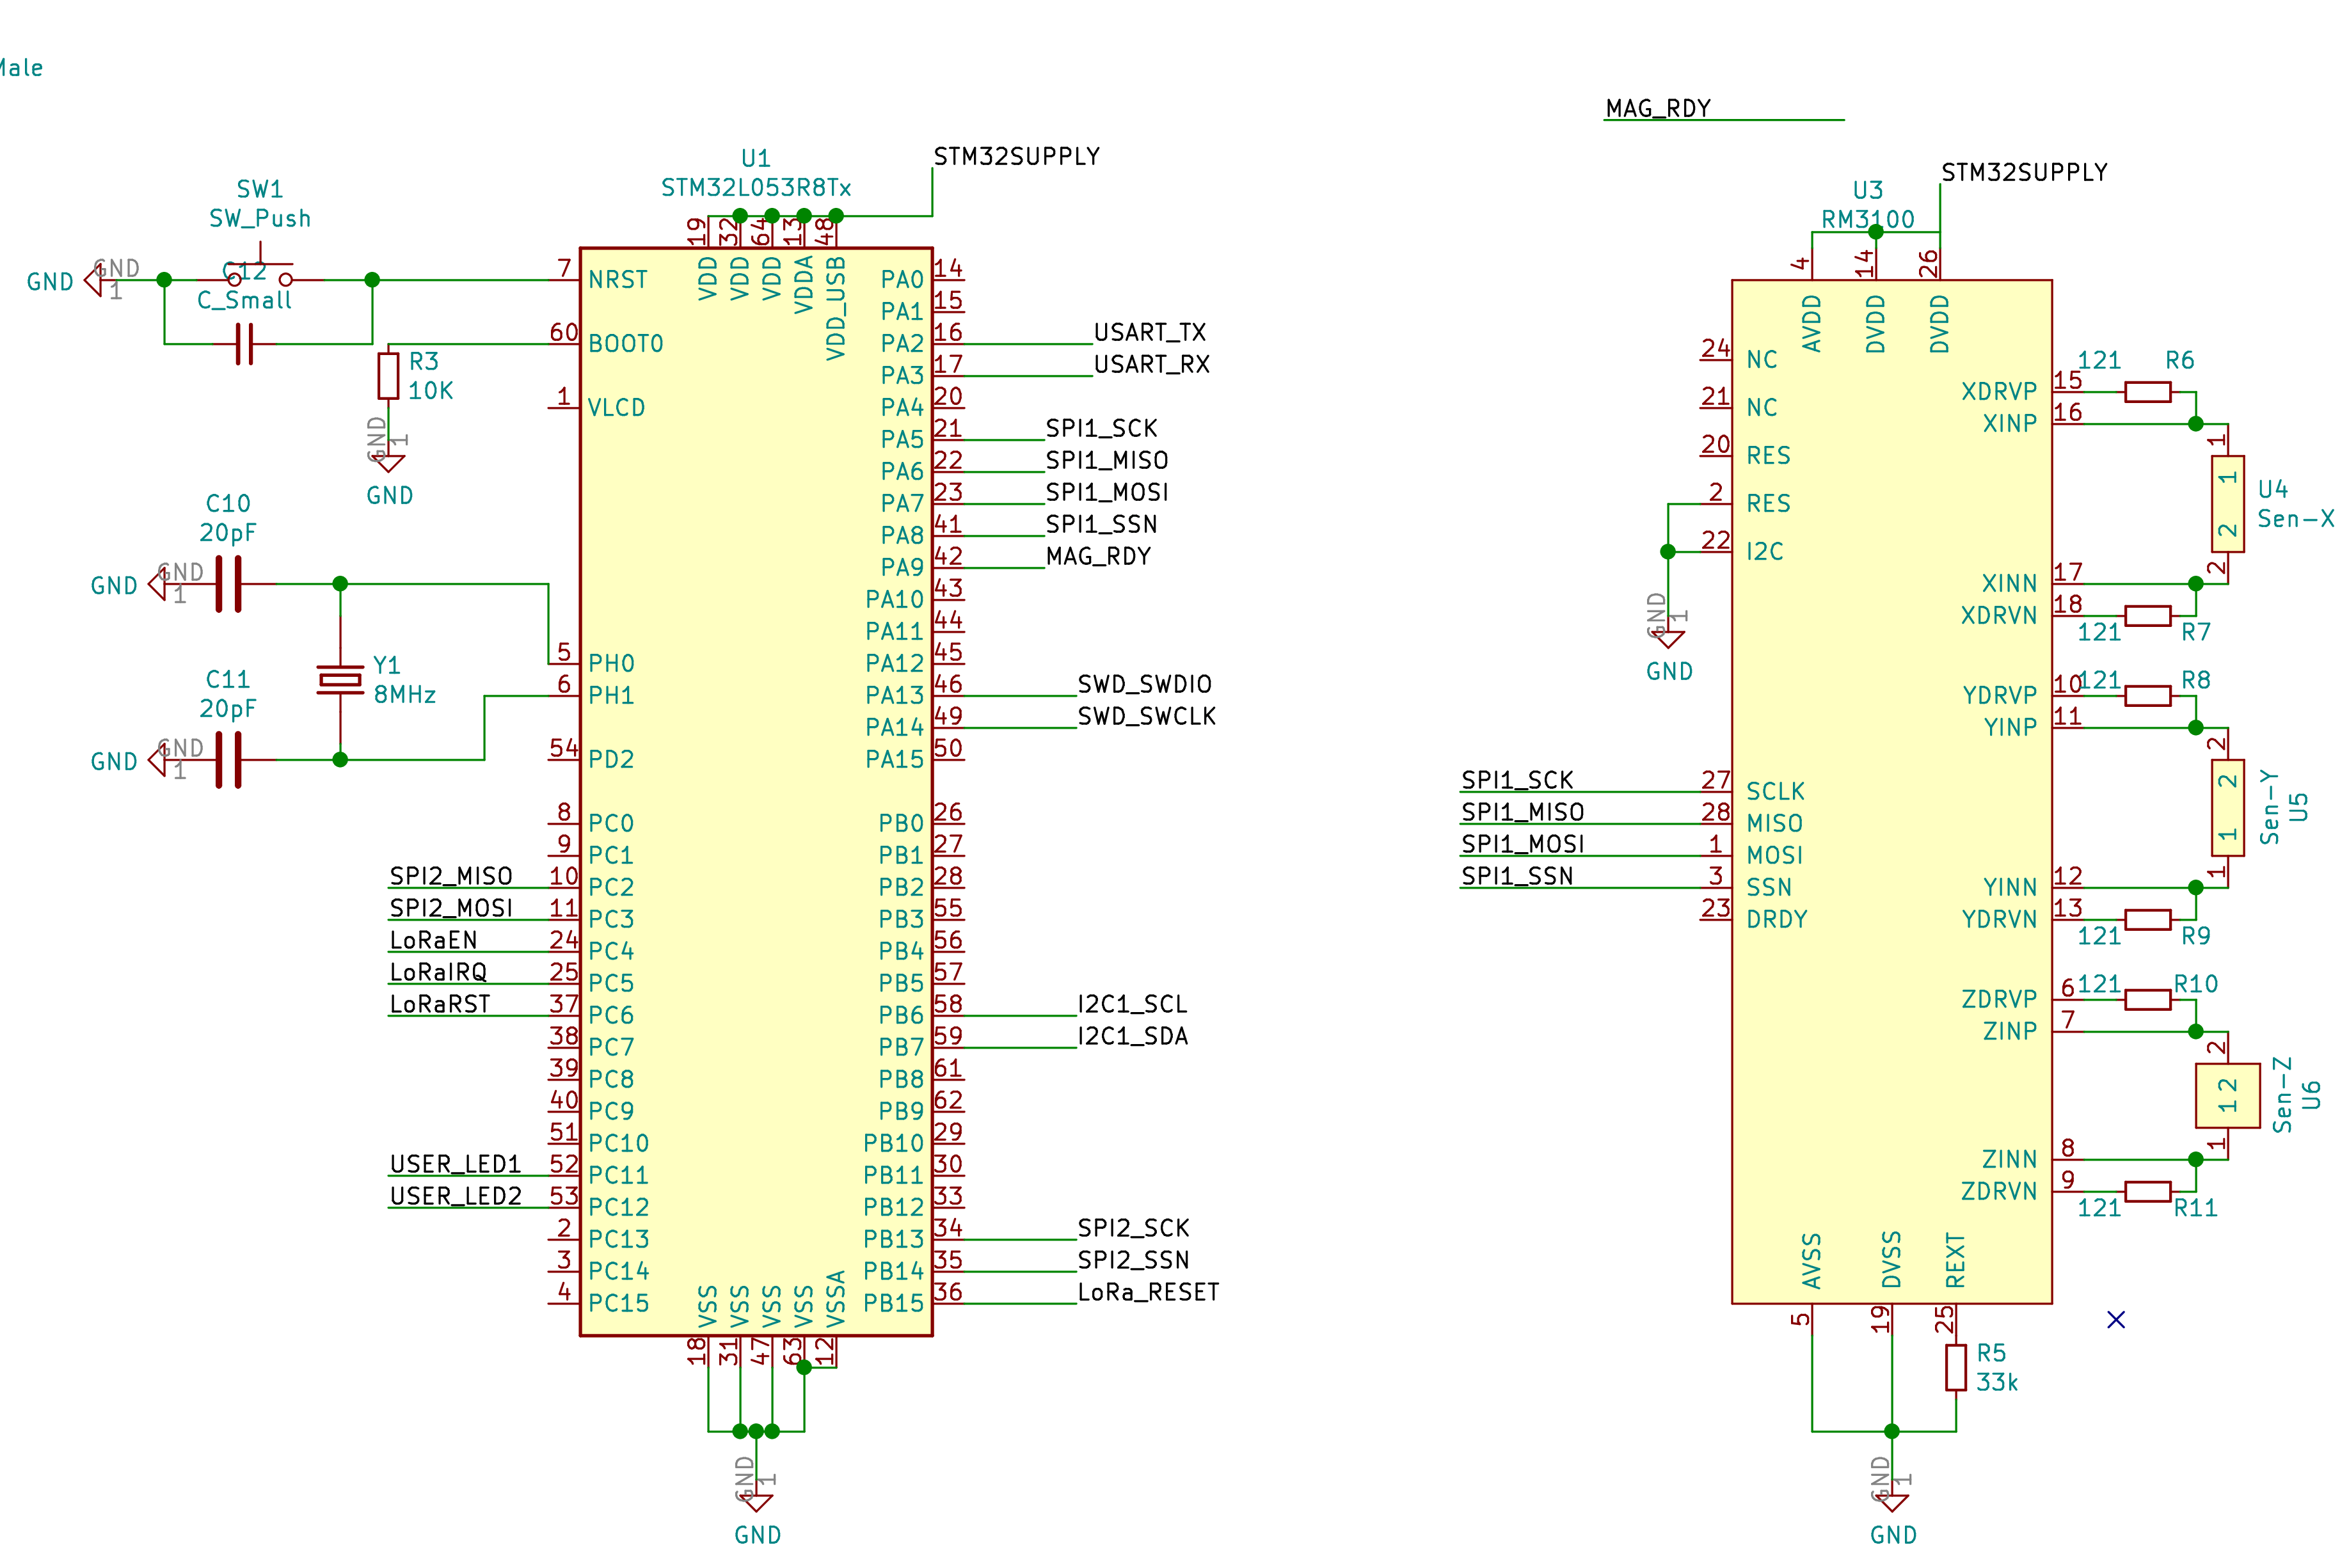 Male
SW1
SW_Push
GND
GND
1
C12
C_Small
R3
10K
GND
1
GND
C10
20pF
GND
GND
1
Y1
8MHz
C11
20pF
GND
GND
1
SPI2_MISO
SPI2_MOSI
LoRaEN
LoRaIRQ
LoRaRST
USER_LED1
USER_LED2
U1
STM32L053R8Tx
STM32SUPPLY
19
32
64
13
48
VDD
VDD
VDD
VDDA
VDD_USB
7 NRST
60 BOOT0
1 VLCD
5 PH0
6 PH1
54 PD2
8 PC0
9 PC1
10 PC2
11 PC3
24 PC4
25 PC5
37 PC6
38 PC7
39 PC8
40 PC9
51 PC10
52 PC11
53 PC12
2 PC13
3 PC14
4 PC15
PA0 14
PA1 15
PA2 16 USART_TX
PA3 17 USART_RX
PA4 20
PA5 21 SPI1_SCK
PA6 22 SPI1_MISO
PA7 23 SPI1_MOSI
PA8 41 SPI1_SSN
PA9 42 MAG_RDY
PA10 43
PA11 44
PA12 45
PA13 46 SWD_SWDIO
PA14 49 SWD_SWCLK
PA15 50
PB0 26
PB1 27
PB2 28
PB3 55
PB4 56
PB5 57
PB6 58 I2C1_SCL
PB7 59 I2C1_SDA
PB8 61
PB9 62
PB10 29
PB11 30
PB12 33
PB13 34 SPI2_SCK
PB14 35 SPI2_SSN
PB15 36 LoRa_RESET
VSS
VSS
VSS
VSS
VSSA
18
31
47
63
12
GND
1
GND
MAG_RDY
STM32SUPPLY
U3
RM3100
4
14
26
AVDD
DVDD
DVDD
24 NC
21 NC
20 RES
2 RES
22 I2C
GND
1
GND
SPI1_SCK 27 SCLK
SPI1_MISO 28 MISO
SPI1_MOSI 1 MOSI
SPI1_SSN 3 SSN
23 DRDY
XDRVP 15 121 R6
XINP 16
1
1
2
2
U4
Sen-X
XINN 17
XDRVN 18 121 R7
YDRVP 10 121 R8
YINP 11
2
2
1
1
Sen-Y
U5
YINN 12
YDRVN 13 121 R9
ZDRVP 6 121 R10
ZINP 7
2
1 2
1
Sen-Z
U6
ZINN 8
ZDRVN 9 121 R11
AVSS
DVSS
REXT
5
19
25
R5
33k
GND
1
GND